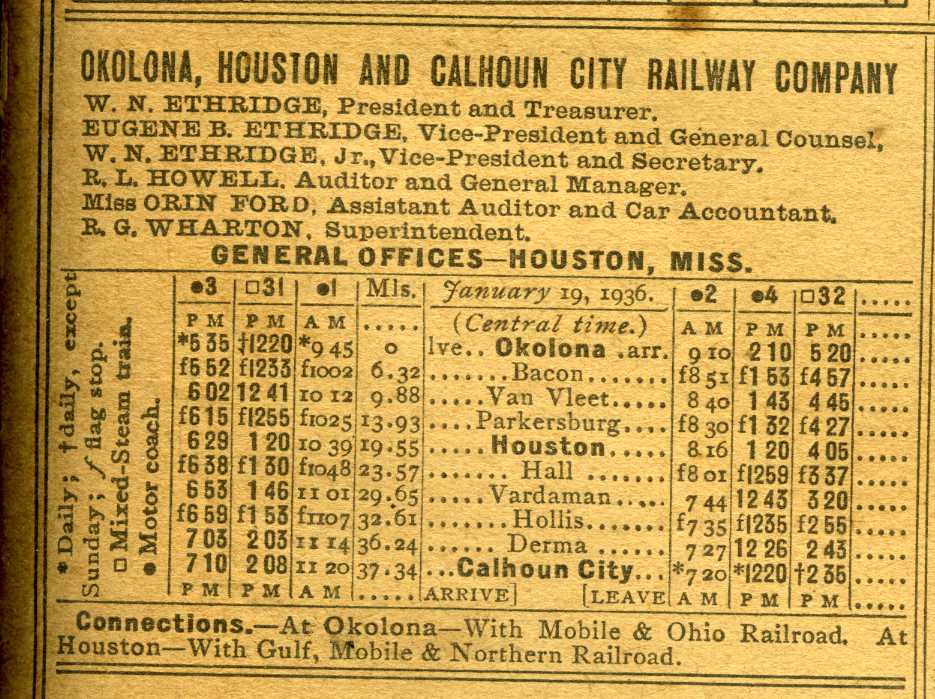 OKOLONA, HOUSTON AND CALHOUN CITY RAILWAY COMPANY
W. N. ETHRIDGE, President and Treasurer.
EUGENE B. ETHRIDGE, Vice-President and General Counsel,
W. N. ETHRIDGE, Jr., Vice-President and Secretary.
R. L. HOWELL. Auditor and General Manager.
Miss ORIN FORD, Assistant Auditor and Car Accountant.
R. G. WHARTON, Superintendent.
GENERAL OFFICES—HOUSTON, MISS.
* Daily; † daily, except
Sunday; f flag stop.
□ Mixed-Steam train.
● Motor coach.
●3 □31 ●1 Mls. January 19, 1936. ●2 ●4 □32 .....
P M P M A M ..... (Central time.) A M P M P M .....
*5 35 †1220 *9 45 0 lve.. Okolona .arr. 9 10 2 10 5 20 .....
f5 52 f1233 f1002 6.32 .......Bacon....... f8 51 f1 53 f4 57 .....
6 02 12 41 10 12 9.88 .....Van Vleet..... 8 40 1 43 4 45 .....
f6 15 f1255 f1025 13.93 ....Parkersburg.... f8 30 f1 32 f4 27 .....
6 29 1 20 10 39 19.55 .....Houston..... 8 16 1 20 4 05 .....
f6 38 f1 30 f1048 23.57 ....... Hall ....... f8 01 f1259 f3 37 .....
6 53 1 46 11 01 29.65 .....Vardaman..... 7 44 12 43 3 20 .....
f6 59 f1 53 f1107 32.61 .......Hollis....... f7 35 f1235 f2 55 .....
7 03 2 03 11 14 36.24 ...... Derma ...... 7 27 12 26 2 43 .....
7 10 2 08 11 20 37.34 ...Calhoun City... *7 20 *1220 †2 35 .....
P M P M A M ..... ARRIVE] [LEAVE A M P M P M .....
Connections.—At Okolona—With Mobile & Ohio Railroad. At
Houston—With Gulf, Mobile & Northern Railroad.